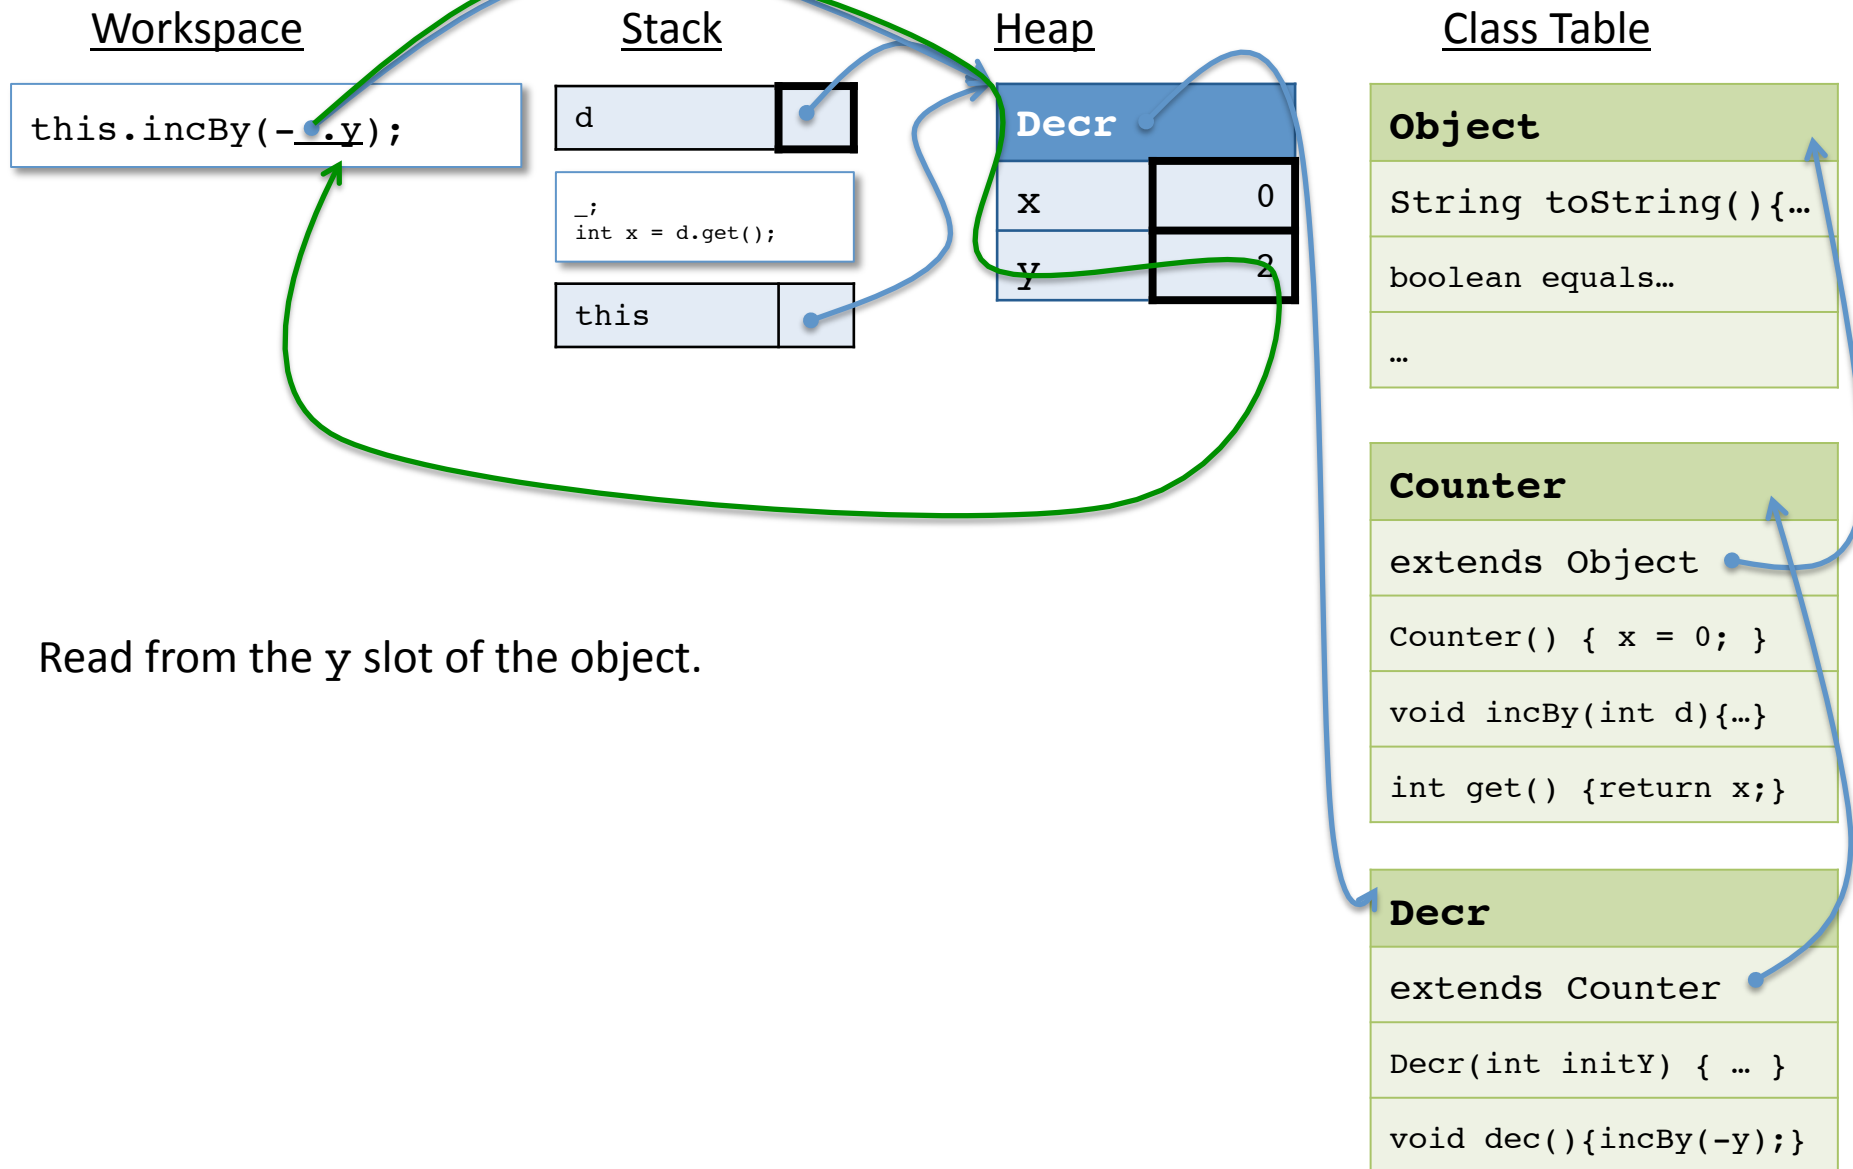 Workspace
Stack
Heap
Class Table
this.incBy(- .y);
d
_;
int x = d.get();
this
Decr
x 0
y 2
Object
String toString(){…
boolean equals…
…
Counter
extends Object
Counter() { x = 0; }
void incBy(int d){…}
int get() {return x;}
Decr
extends Counter
Decr(int initY) { … }
void dec(){incBy(-y);}
Read from the y slot of the object.